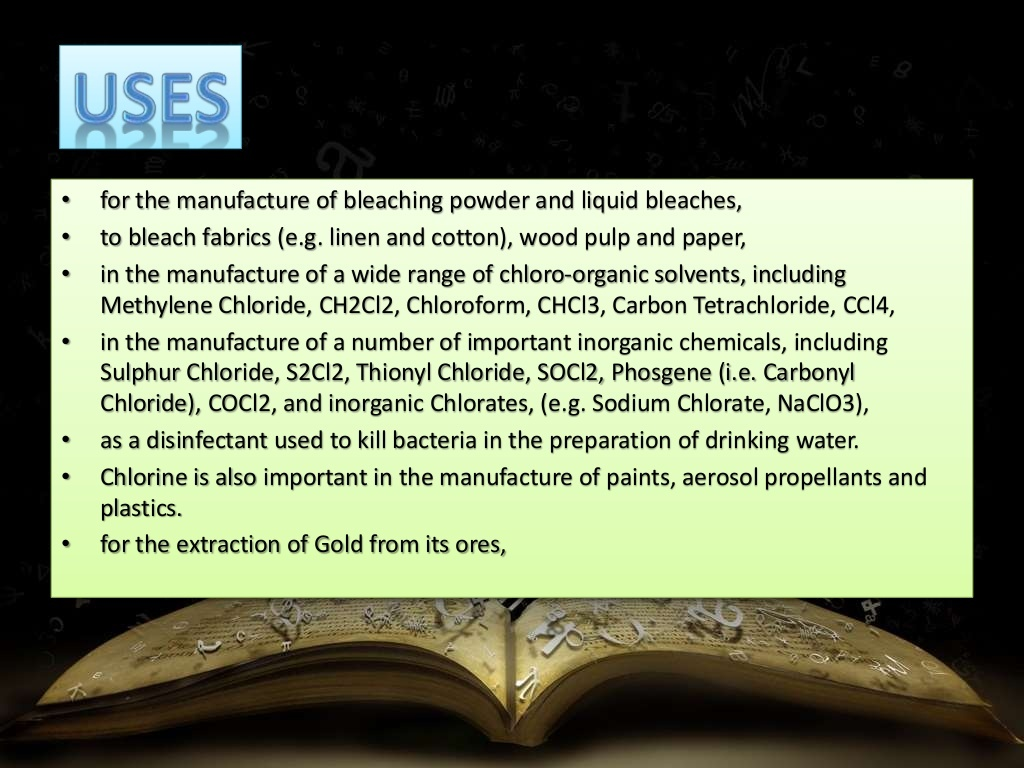 USES
• for the manufacture of bleaching powder and liquid bleaches,
• to bleach fabrics (e.g. linen and cotton), wood pulp and paper,
• in the manufacture of a wide range of chloro-organic solvents, including
Methylene Chloride, CH2Cl2, Chloroform, CHCl3, Carbon Tetrachloride, CCl4,
• in the manufacture of a number of important inorganic chemicals, including
Sulphur Chloride, S2Cl2, Thionyl Chloride, SOCl2, Phosgene (i.e. Carbonyl
Chloride), COCl2, and inorganic Chlorates, (e.g. Sodium Chlorate, NaClO3),
• as a disinfectant used to kill bacteria in the preparation of drinking water.
• Chlorine is also important in the manufacture of paints, aerosol propellants and
plastics.
• for the extraction of Gold from its ores,